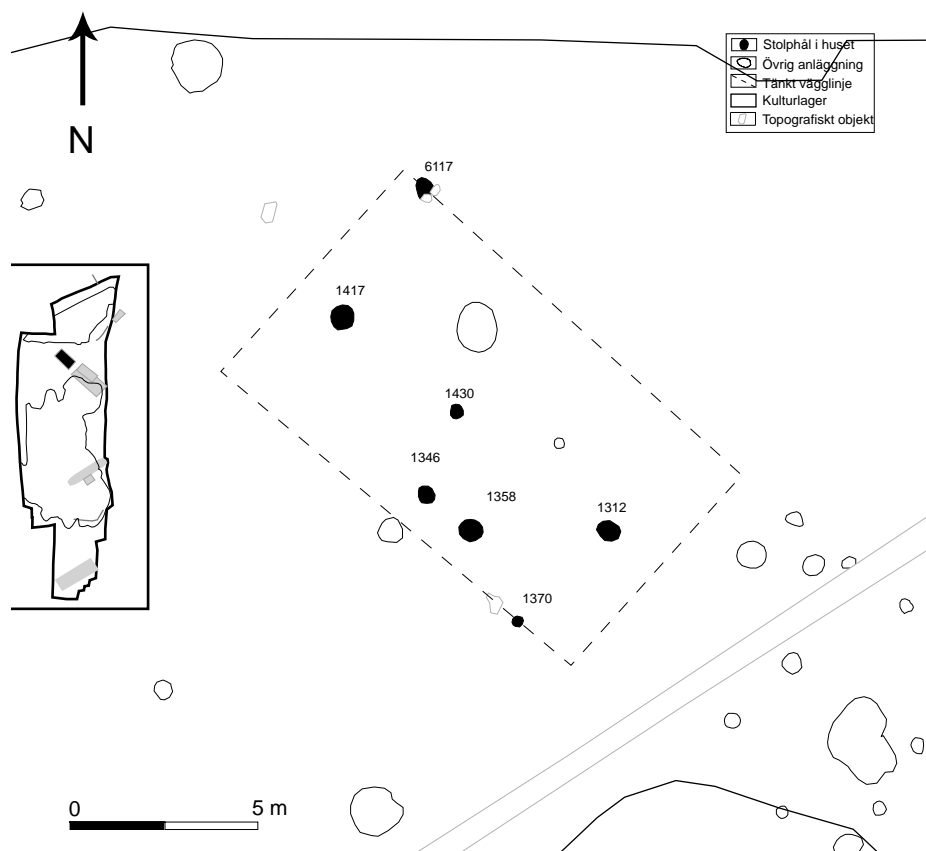 N
Stolphål i huset
Övrig anläggning
Tänkt vägglinje
Kulturlager
Topografiskt objekt
6117
1417
1430
1346
1358
1312
1370
0 5 m